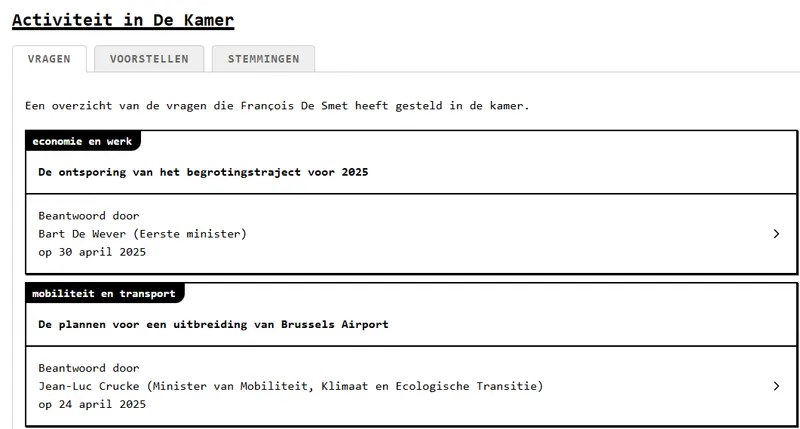 Activiteit in De Kamer
VRAGEN
VOORSTELLEN
STEMMINGEN
Een overzicht van de vragen die François De Smet heeft gesteld in de kamer.
economie en werk
De ontsporing van het begrotingstraject voor 2025
Beantwoord door
Bart De Wever (Eerste minister)
op 30 april 2025
mobiliteit en transport
De plannen voor een uitbreiding van Brussels Airport
Beantwoord door
Jean-Luc Crucke (Minister van Mobiliteit, Klimaat en Ecologische Transitie)
op 24 april 2025